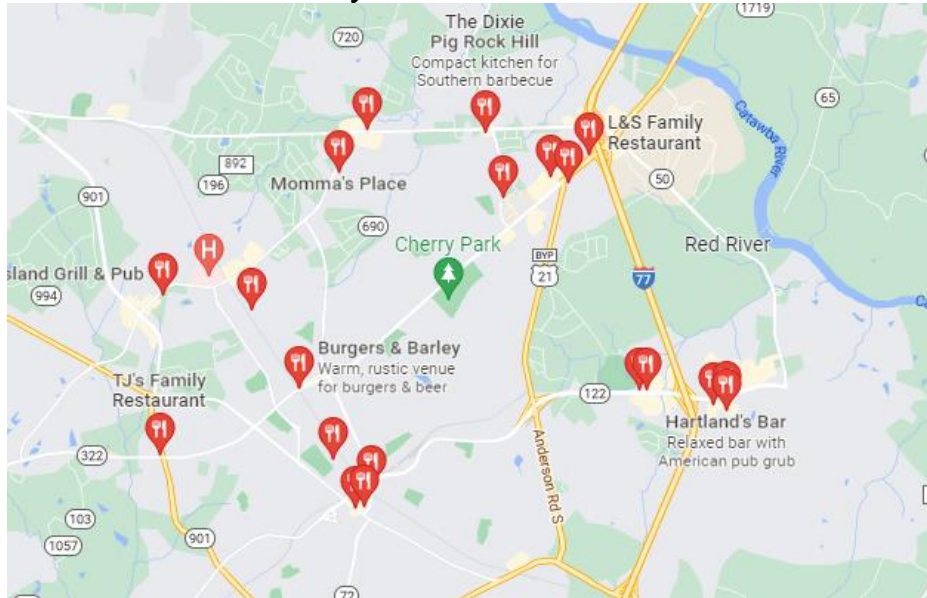 1719
The Dixie
Pig Rock Hill
Compact kitchen for
Southern barbecue
720
65
L&S Family
Restaurant
Catawba River
892
196
Momma's Place
50
901
690
Cherry Park
Red River
BYP
21
77
sland Grill & Pub
H
994
Burgers & Barley
Warm, rustic venue
for burgers & beer
TJ's Family
Restaurant
122
Hartland's Bar
Relaxed bar with
American pub grub
Anderson Rd S
322
103
1057
901
72